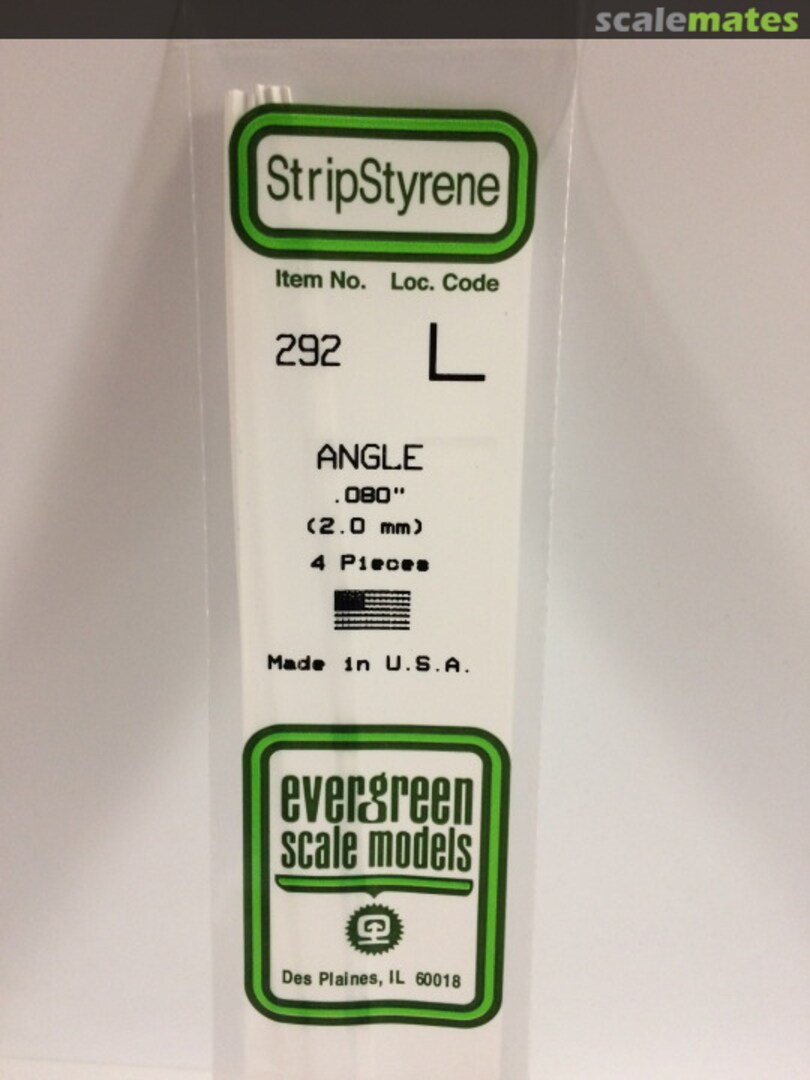 scalemates
StripStyrene
Item No. Loc. Code
292 L
ANGLE
.080"
(2.0 mm)
4 Pieces
Made in U.S.A.
evergreen
scale models
Des Plaines, IL 60018